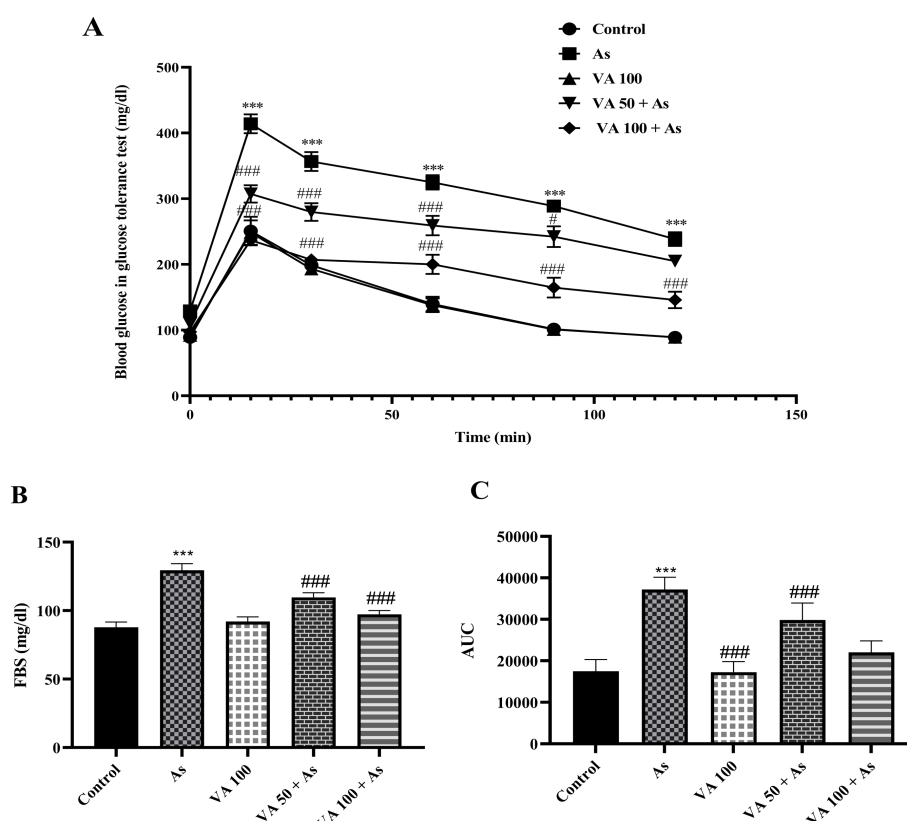 A
Control
As
VA 100
VA 50 + As
VA 100 + As
Blood glucose in glucose tolerance test (mg/dl)
500
400
300
200
100
0
***
***
***
***
***
###
###
###
#
###
###
###
###
###
0
50
100
150
Time (min)
B
FBS (mg/dl)
150
100
50
0
***
###
###
Control
As
VA 100
VA 50 + As
VA 100 + As
C
AUC
50000
40000
30000
20000
10000
0
***
###
###
Control
As
VA 100
VA 50 + As
VA 100 + As